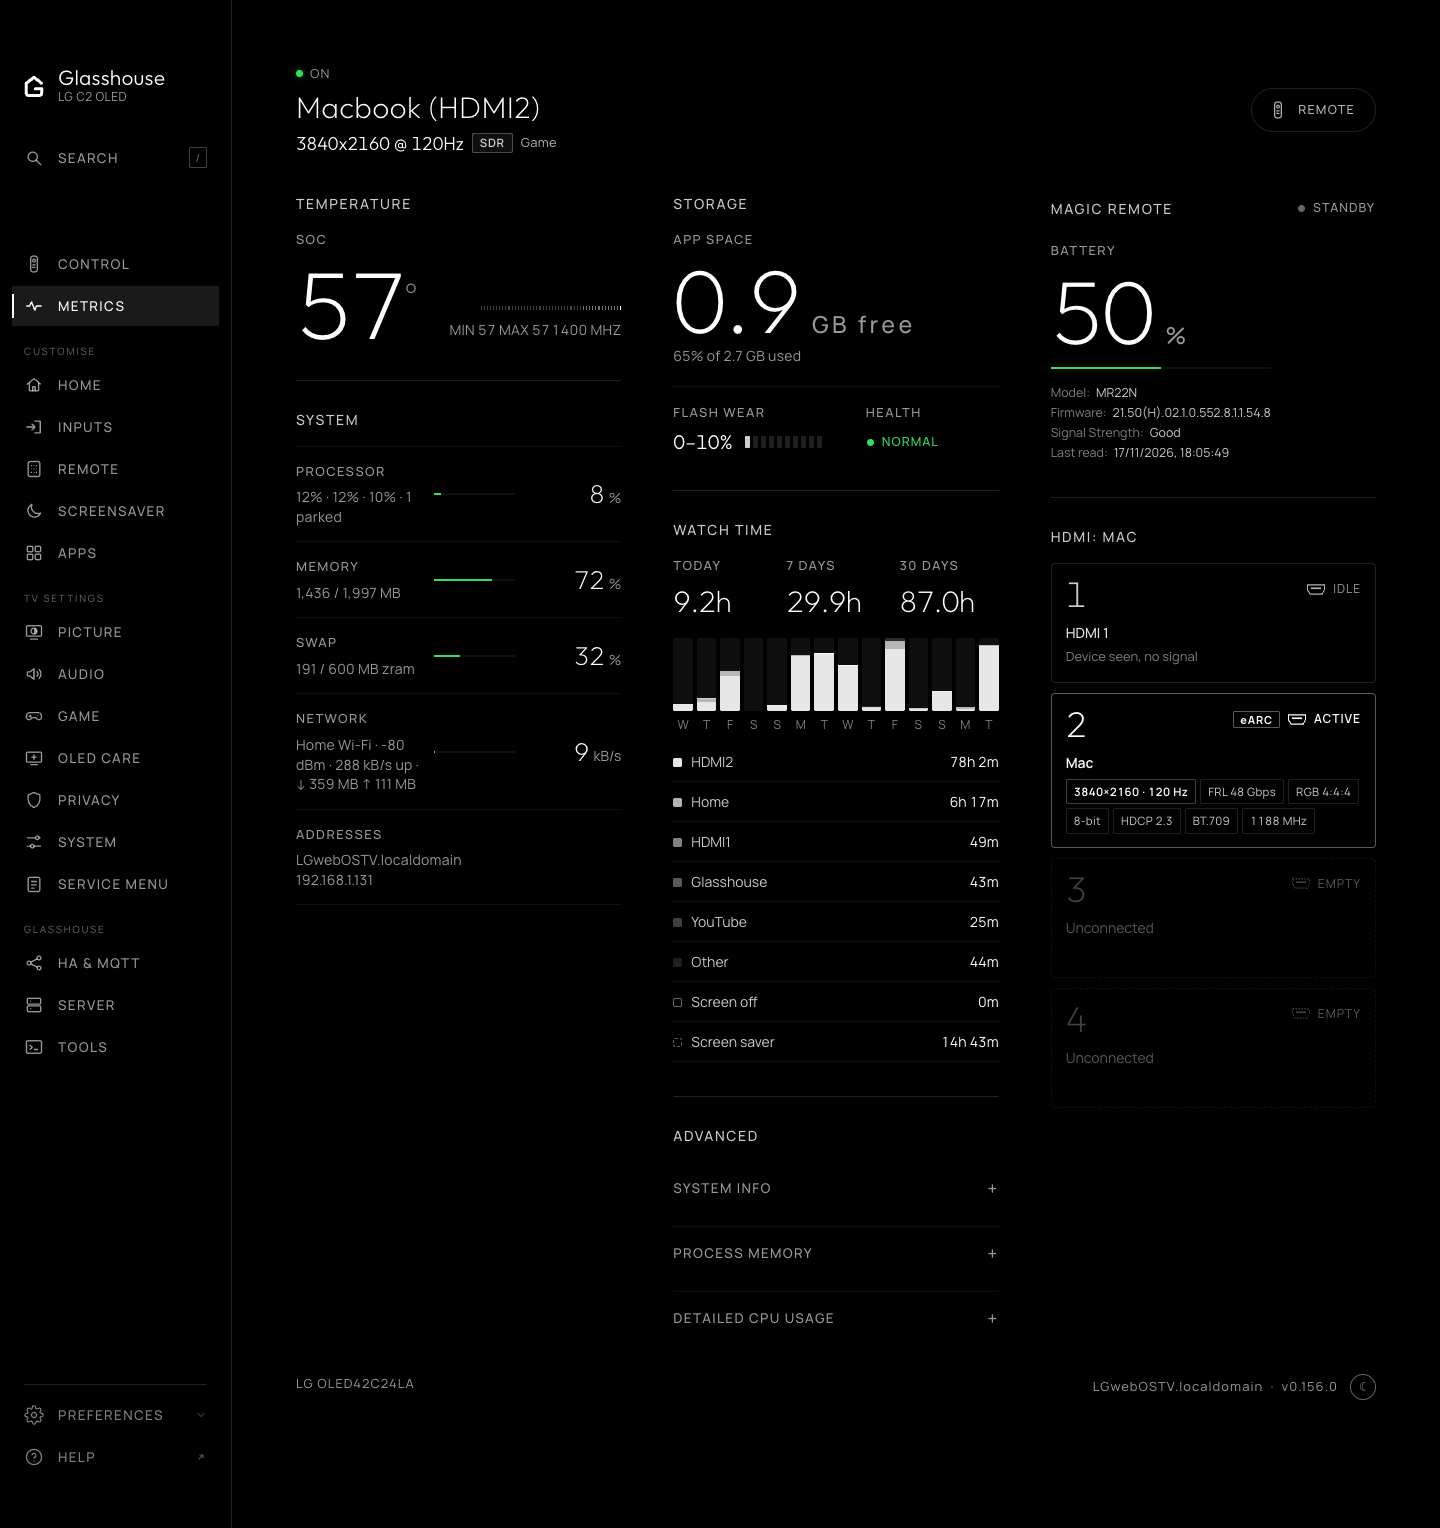 Glasshouse
LG C2 OLED
SEARCH /
CONTROL
METRICS
CUSTOMISE
HOME
INPUTS
REMOTE
SCREENSAVER
APPS
TV SETTINGS
PICTURE
AUDIO
GAME
OLED CARE
PRIVACY
SYSTEM
SERVICE MENU
GLASSHOUSE
HA & MQTT
SERVER
TOOLS
PREFERENCES
HELP
ON
Macbook (HDMI2)
3840x2160 @ 120Hz SDR Game
REMOTE
TEMPERATURE
SOC
57°
MIN 57 MAX 57 1400 MHZ
SYSTEM
PROCESSOR
12% · 12% · 10% · 1
parked
8 %
MEMORY
1,436 / 1,997 MB
72 %
SWAP
191 / 600 MB zram
32 %
NETWORK
Home Wi-Fi · -80
dBm · 288 kB/s up ·
↓ 359 MB ↑ 111 MB
9 kB/s
ADDRESSES
LGwebOSTV.localdomain
192.168.1.131
STORAGE
APP SPACE
0.9 GB free
65% of 2.7 GB used
FLASH WEAR HEALTH
0–10% NORMAL
WATCH TIME
TODAY 7 DAYS 30 DAYS
9.2h 29.9h 87.0h
W T F S S M T W T F S S M T
HDMI2 78h 2m
Home 6h 17m
HDMI1 49m
Glasshouse 43m
YouTube 25m
Other 44m
Screen off 0m
Screen saver 14h 43m
ADVANCED
SYSTEM INFO +
PROCESS MEMORY +
DETAILED CPU USAGE +
MAGIC REMOTE STANDBY
BATTERY
50 %
Model: MR22N
Firmware: 21.50(H).02.1.0.552.8.1.1.54.8
Signal Strength: Good
Last read: 17/11/2026, 18:05:49
HDMI: MAC
1 IDLE
HDMI 1
Device seen, no signal
2 eARC ACTIVE
Mac
3840×2160 · 120 Hz FRL 48 Gbps RGB 4:4:4
8-bit HDCP 2.3 BT.709 1188 MHz
3 EMPTY
Unconnected
4 EMPTY
Unconnected
LG OLED42C24LA
LGwebOSTV.localdomain · v0.156.0